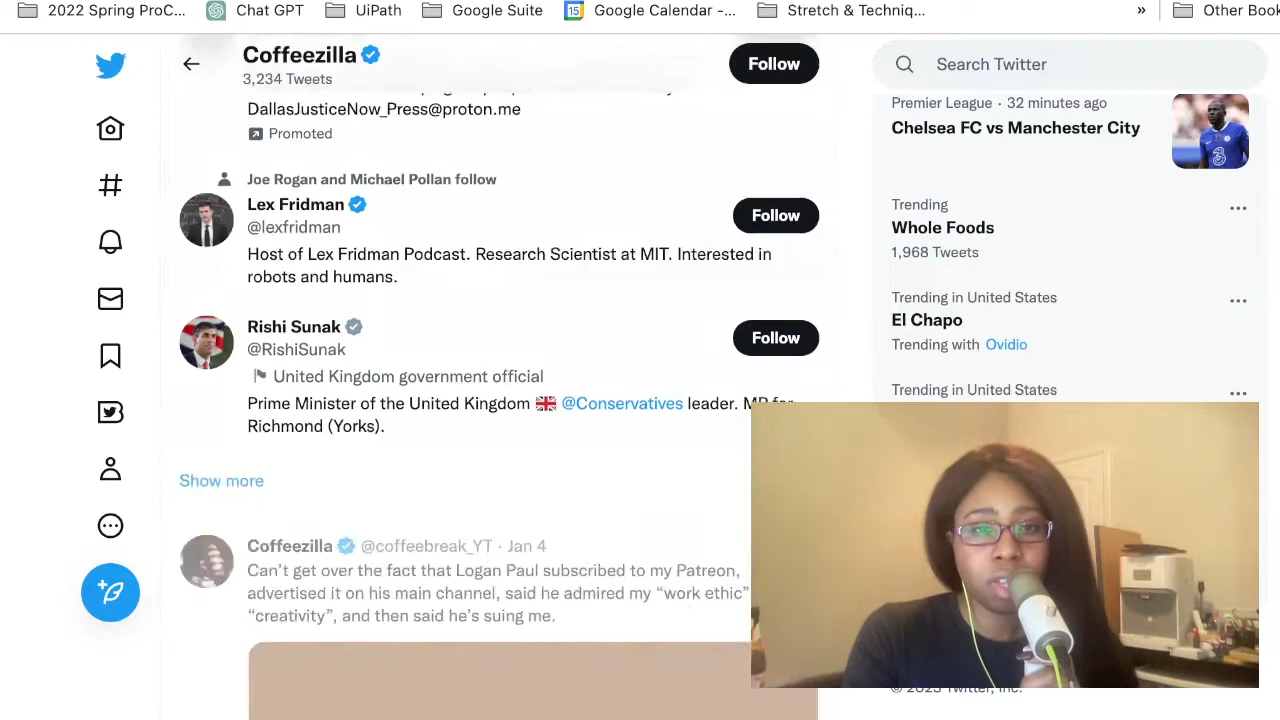 2022 Spring ProC...
Chat GPT
UiPath
Google Suite
15
Google Calendar -...
Stretch & Techniq...
»
Other Book
Coffeezilla
3,234 Tweets
Follow
DallasJusticeNow_Press@proton.me
Promoted
Joe Rogan and Michael Pollan follow
Lex Fridman
@lexfridman
Follow
Host of Lex Fridman Podcast. Research Scientist at MIT. Interested in
robots and humans.
Rishi Sunak
@RishiSunak
Follow
United Kingdom government official
Prime Minister of the United Kingdom 🇬🇧 @Conservatives leader. MP for
Richmond (Yorks).
Show more
Coffeezilla @coffeebreak_YT · Jan 4
Can't get over the fact that Logan Paul subscribed to my Patreon,
advertised it on his main channel, said he admired my “work ethic”
“creativity”, and then said he's suing me.
Search Twitter
Premier League · 32 minutes ago
Chelsea FC vs Manchester City
3
Trending
Whole Foods
1,968 Tweets
Trending in United States
El Chapo
Trending with Ovidio
Trending in United States
© 2023 Twitter, Inc.